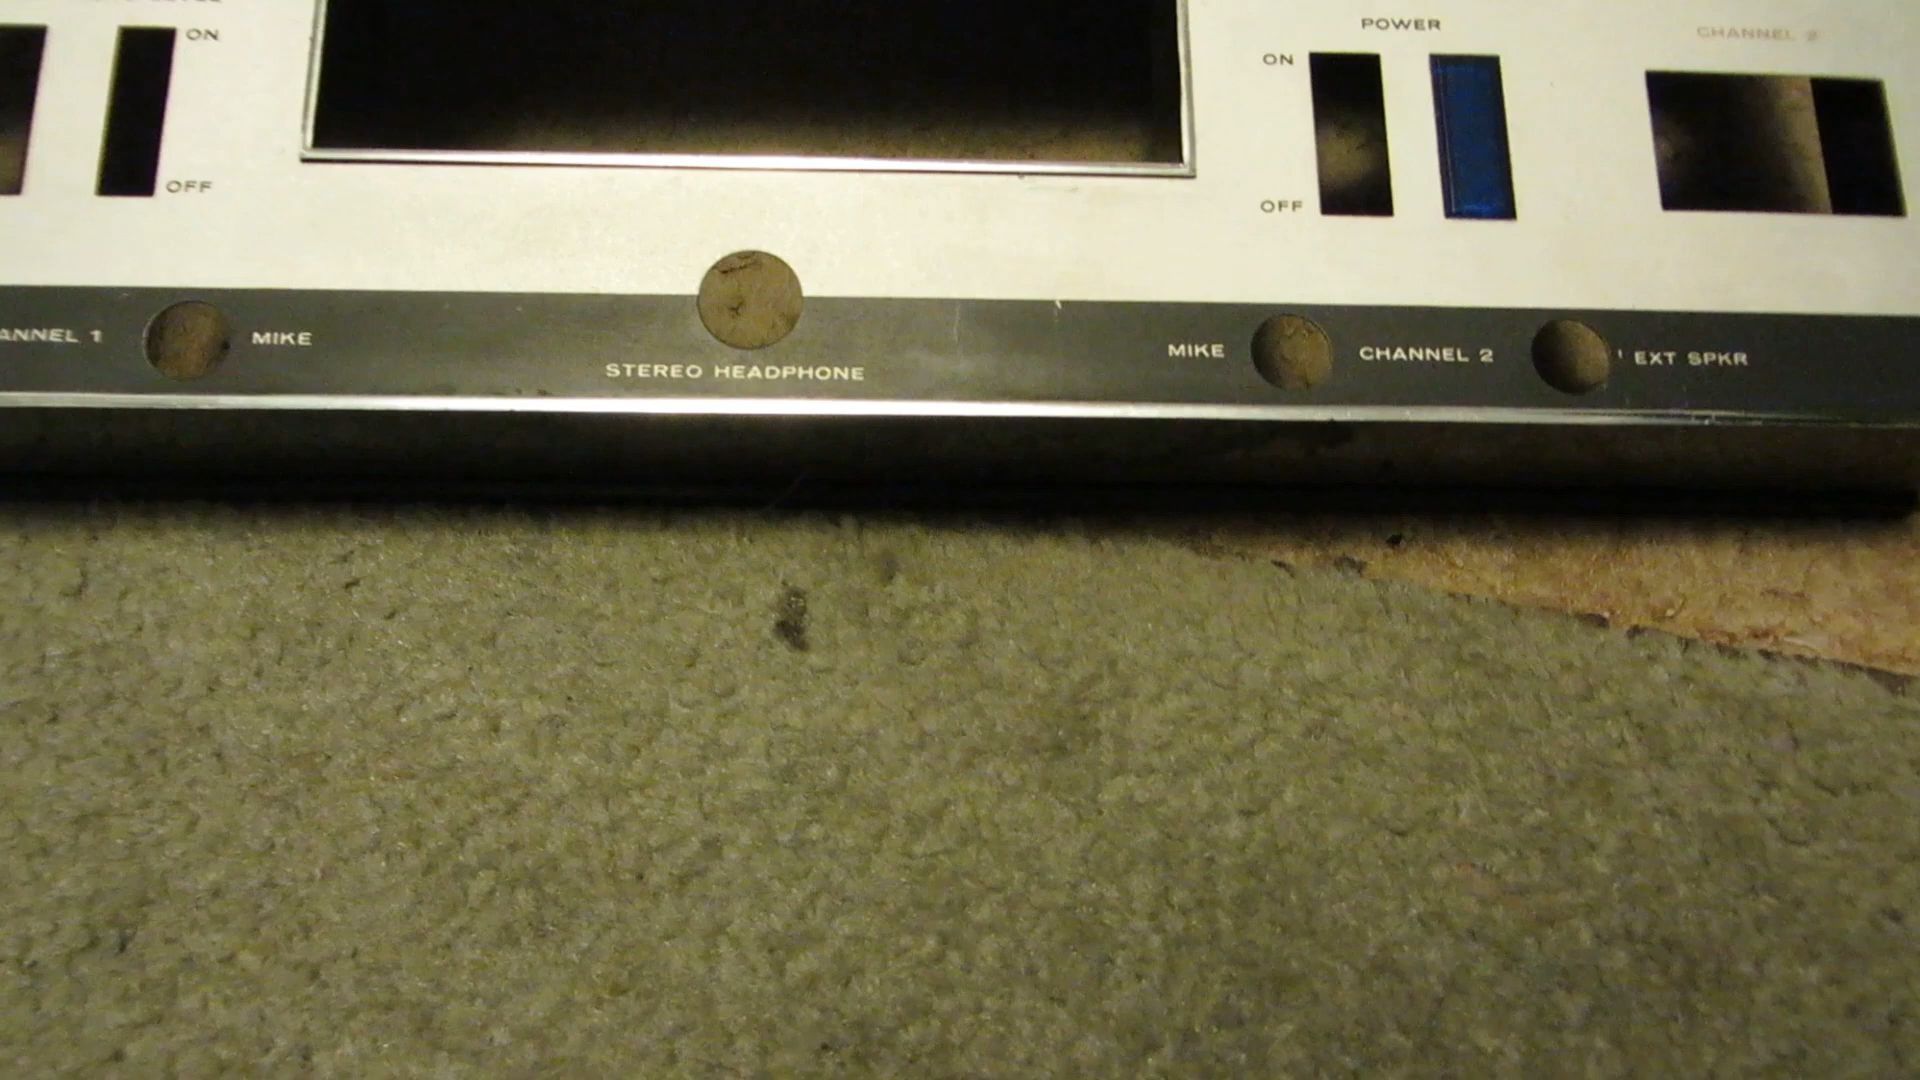 ON
OFF
POWER
ON
OFF
CHANNEL 2
ANNEL 1
MIKE
STEREO HEADPHONE
MIKE
CHANNEL 2
EXT SPKR